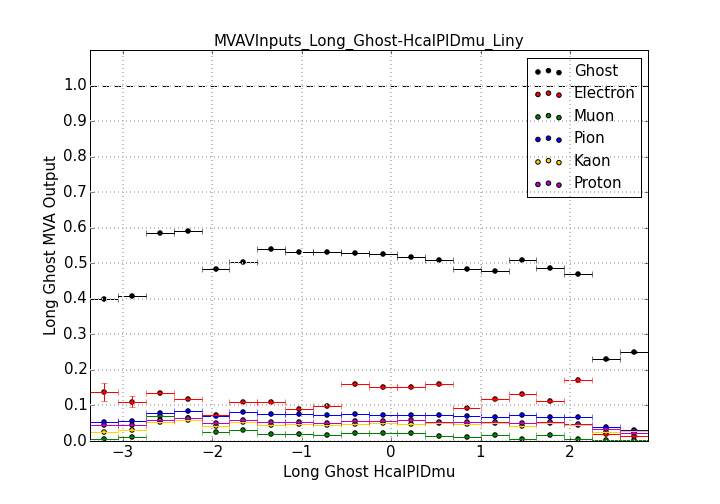 MVAVInputs_Long_Ghost-HcalPIDmu_Liny
Long Ghost MVA Output
1.0
0.9
0.8
0.7
0.6
0.5
0.4
0.3
0.2
0.1
0.0
Ghost
Electron
Muon
Pion
Kaon
Proton
−3 −2 −1 0 1 2
Long Ghost HcalPIDmu